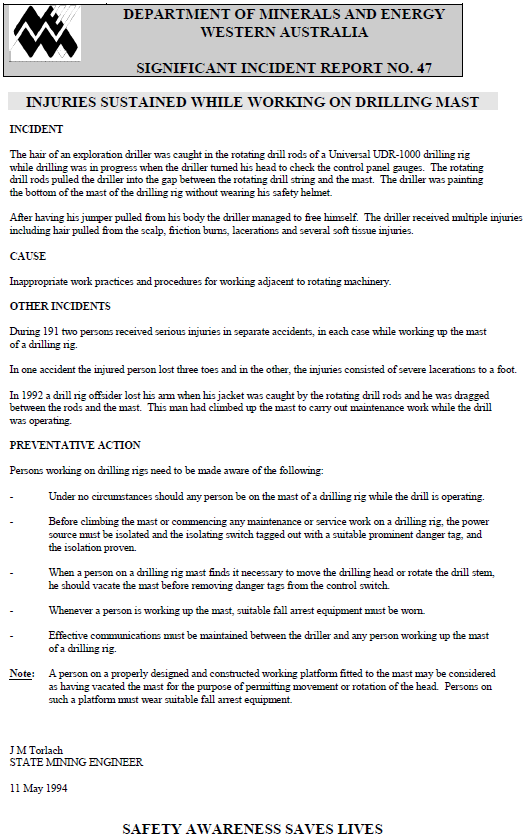 DEPARTMENT OF MINERALS AND ENERGY
WESTERN AUSTRALIA
SIGNIFICANT INCIDENT REPORT NO. 47
INJURIES SUSTAINED WHILE WORKING ON DRILLING MAST
INCIDENT
The hair of an exploration driller was caught in the rotating drill rods of a Universal UDR-1000 drilling rig
while drilling was in progress when the driller turned his head to check the control panel gauges. The rotating
drill rods pulled the driller into the gap between the rotating drill string and the mast. The driller was painting
the bottom of the mast of the drilling rig without wearing his safety helmet.
After having his jumper pulled from his body the driller managed to free himself. The driller received multiple injuries
including hair pulled from the scalp, friction burns, lacerations and several soft tissue injuries.
CAUSE
Inappropriate work practices and procedures for working adjacent to rotating machinery.
OTHER INCIDENTS
During 191 two persons received serious injuries in separate accidents, in each case while working up the mast
of a drilling rig.
In one accident the injured person lost three toes and in the other, the injuries consisted of severe lacerations to a foot.
In 1992 a drill rig offsider lost his arm when his jacket was caught by the rotating drill rods and he was dragged
between the rods and the mast. This man had climbed up the mast to carry out maintenance work while the drill
was operating.
PREVENTATIVE ACTION
Persons working on drilling rigs need to be made aware of the following:
- Under no circumstances should any person be on the mast of a drilling rig while the drill is operating.
- Before climbing the mast or commencing any maintenance or service work on a drilling rig, the power
source must be isolated and the isolating switch tagged out with a suitable prominent danger tag, and
the isolation proven.
- When a person on a drilling rig mast finds it necessary to move the drilling head or rotate the drill stem,
he should vacate the mast before removing danger tags from the control switch.
- Whenever a person is working up the mast, suitable fall arrest equipment must be worn.
- Effective communications must be maintained between the driller and any person working up the mast
of a drilling rig.
Note: A person on a properly designed and constructed working platform fitted to the mast may be considered
as having vacated the mast for the purpose of permitting movement or rotation of the head. Persons on
such a platform must wear suitable fall arrest equipment.
J M Torlach
STATE MINING ENGINEER
11 May 1994
SAFETY AWARENESS SAVES LIVES